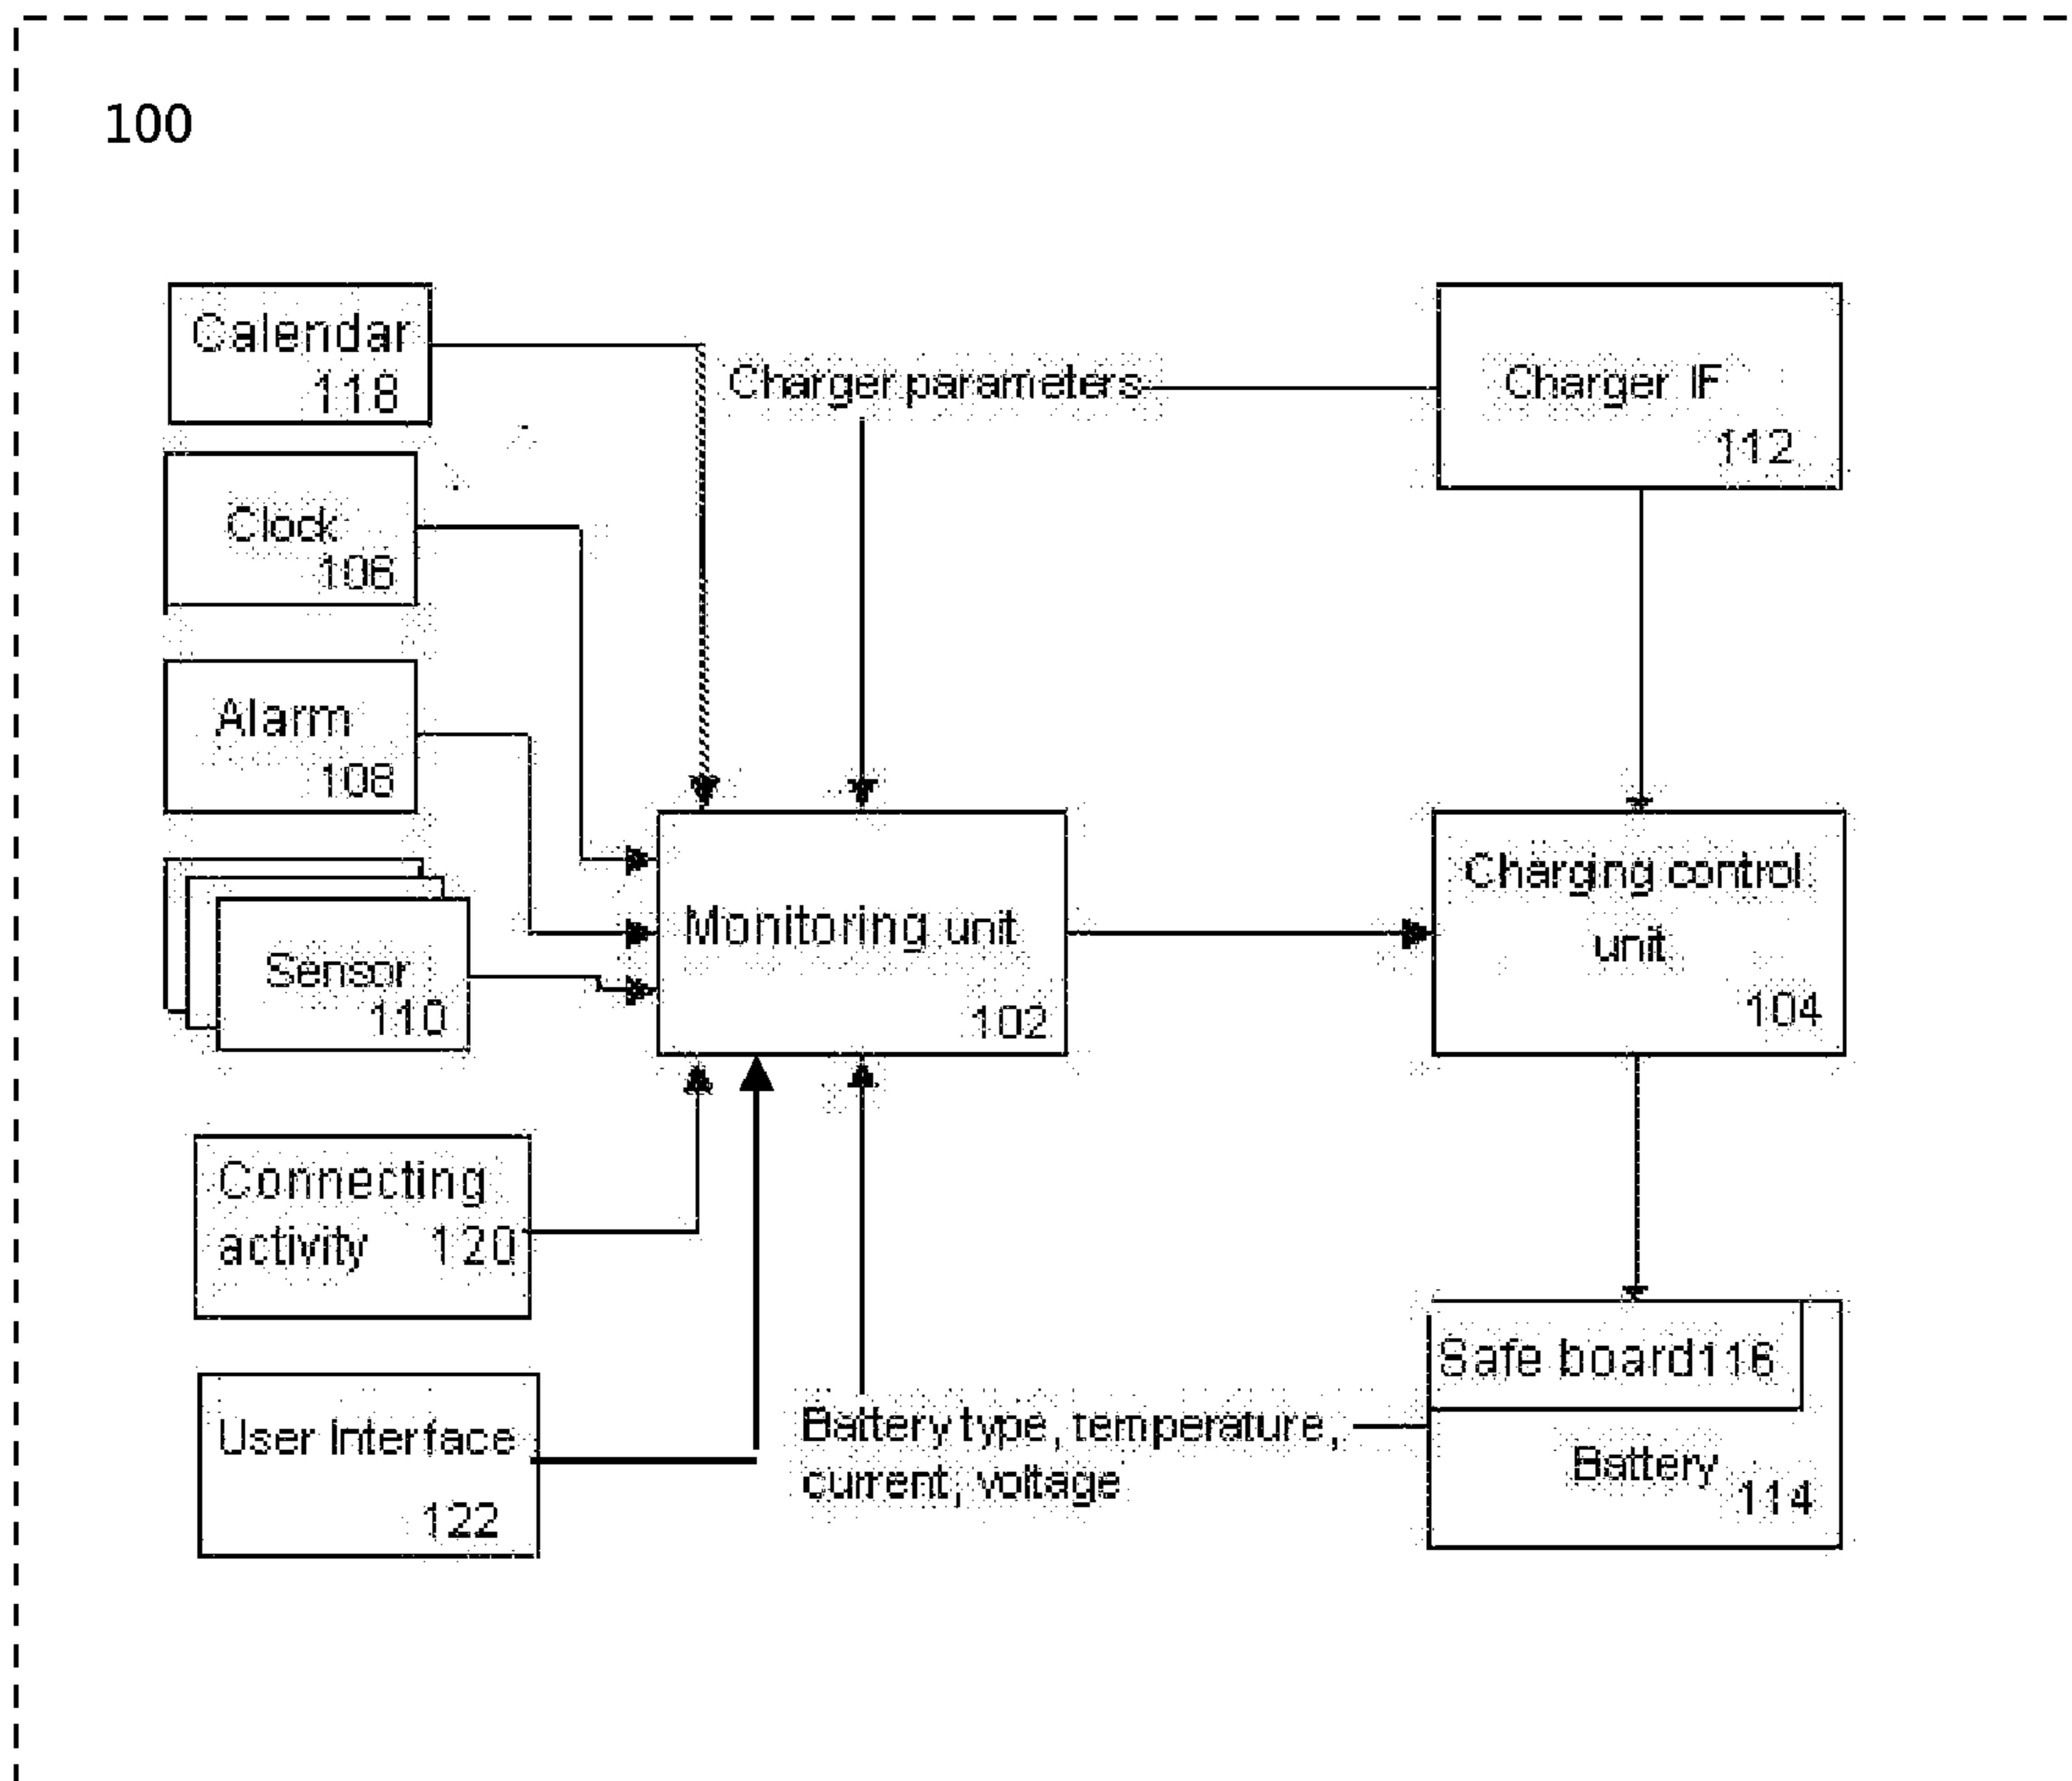 100
Calendar
118
Charger parameters
Charger IF
112
Clock
106
Alarm
108
Sensor
110
Monitoring unit
102
Charging control
unit
104
Connecting
activity 120
User Interface
122
Battery type, temperature,
current, voltage
Safe board116
Battery
114